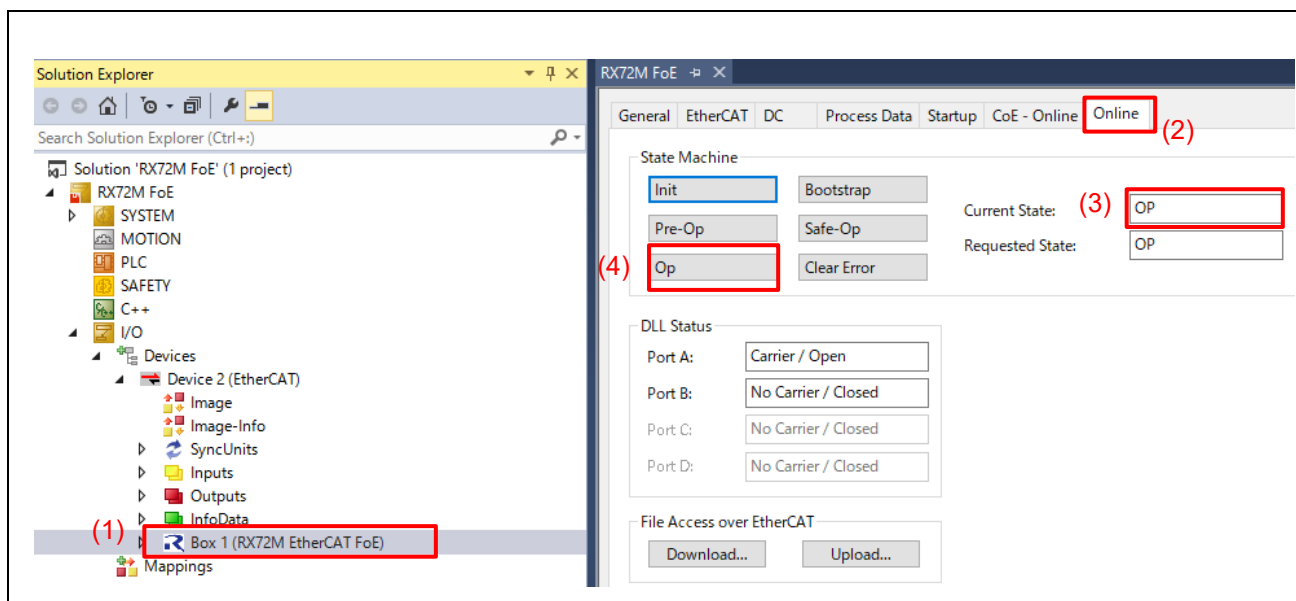 Solution Explorer
Search Solution Explorer (Ctrl+:)
Solution 'RX72M FoE' (1 project)
RX72M FoE
SYSTEM
MOTION
PLC
SAFETY
C++
I/O
Devices
Device 2 (EtherCAT)
Image
Image-Info
SyncUnits
Inputs
Outputs
InfoData
(1) Box 1 (RX72M EtherCAT FoE)
Mappings
RX72M FoE
General EtherCAT DC Process Data Startup CoE - Online Online (2)
State Machine
Init Bootstrap
Current State: (3) OP
Pre-Op Safe-Op
Requested State: OP
(4) Op Clear Error
DLL Status
Port A: Carrier / Open
Port B: No Carrier / Closed
Port C: No Carrier / Closed
Port D: No Carrier / Closed
File Access over EtherCAT
Download... Upload...